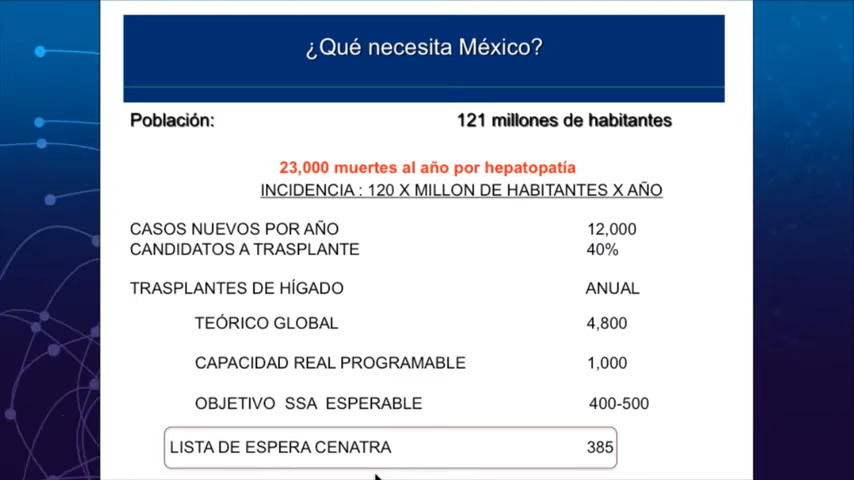 ¿Qué necesita México?
Población: 121 millones de habitantes
23,000 muertes al año por hepatopatía
INCIDENCIA : 120 X MILLON DE HABITANTES X AÑO
CASOS NUEVOS POR AÑO 12,000
CANDIDATOS A TRASPLANTE 40%
TRASPLANTES DE HÍGADO ANUAL
TEÓRICO GLOBAL 4,800
CAPACIDAD REAL PROGRAMABLE 1,000
OBJETIVO SSA ESPERABLE 400-500
LISTA DE ESPERA CENATRA 385